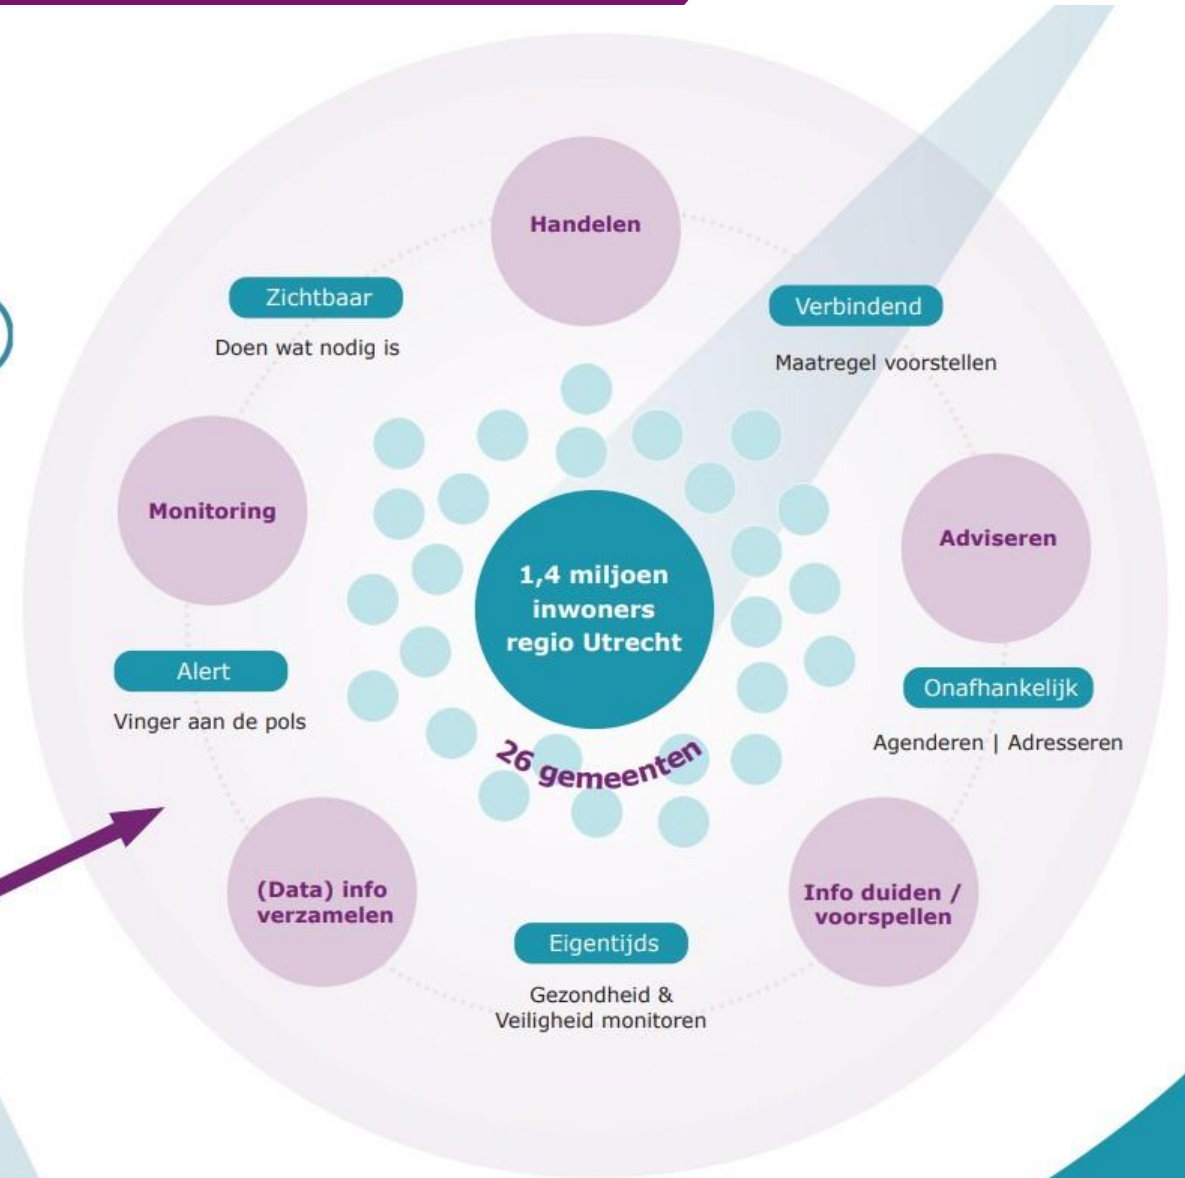 Handelen
Zichtbaar
Doen wat nodig is
Verbindend
Maatregel voorstellen
Monitoring
Adviseren
1,4 miljoen
inwoners
regio Utrecht
26 gemeenten
Alert
Vinger aan de pols
Onafhankelijk
Agenderen | Adresseren
(Data) info
verzamelen
Info duiden /
voorspellen
Eigentijds
Gezondheid &
Veiligheid monitoren